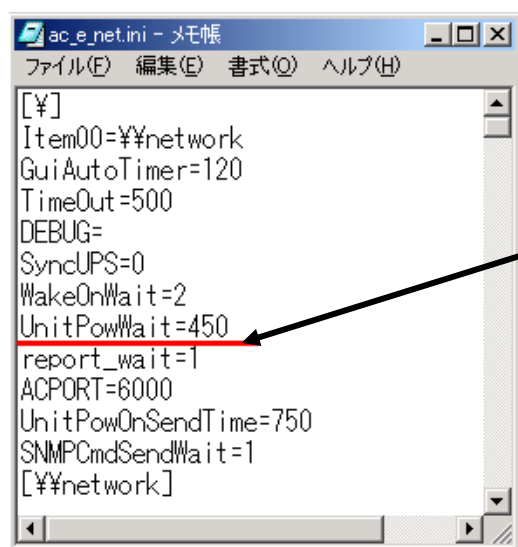 ac_e_net.ini - メモ帳
ファイル(F) 編集(E) 書式(O) ヘルプ(H)
[¥]
Item00=¥¥network
GuiAutoTimer=120
TimeOut=500
DEBUG=
SyncUPS=0
WakeOnWait=2
UnitPowWait=450
report_wait=1
ACPORT=6000
UnitPowOnSendTime=750
SNMPCmdSendWait=1
[¥¥network]